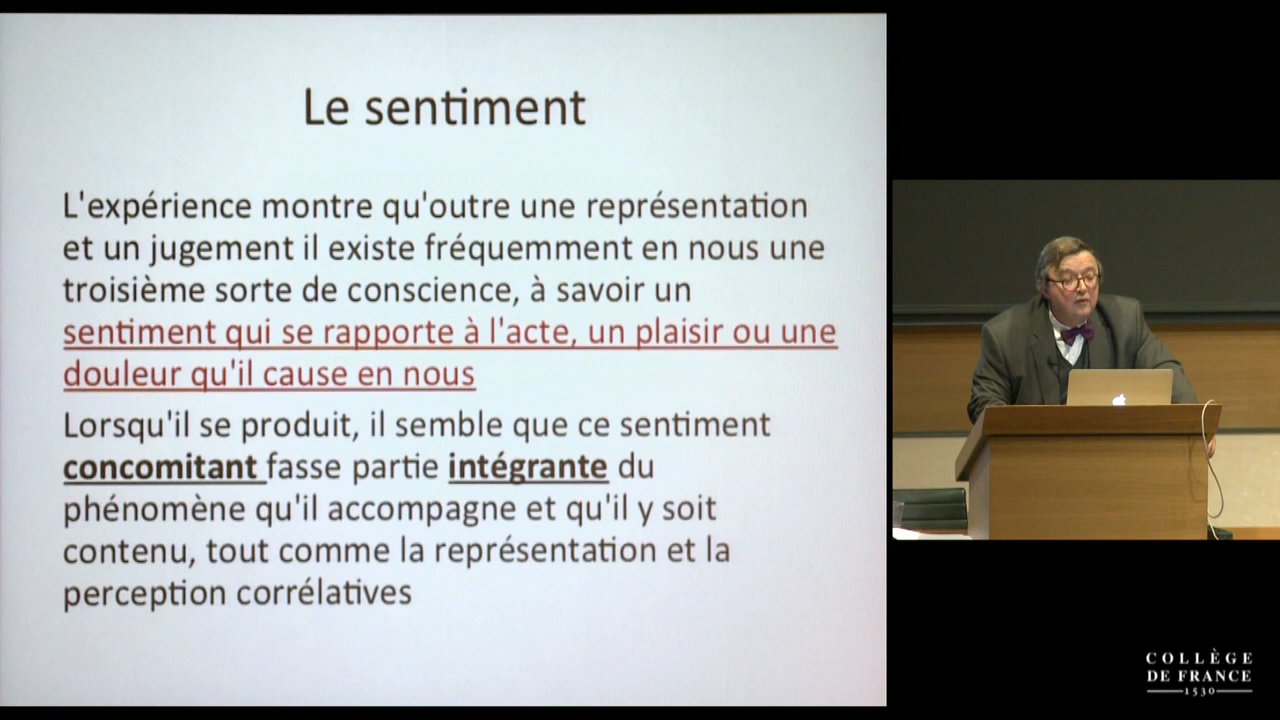 Le sentiment
L'expérience montre qu'outre une représentation
et un jugement il existe fréquemment en nous une
troisième sorte de conscience, à savoir un
sentiment qui se rapporte à l'acte, un plaisir ou une
douleur qu'il cause en nous
Lorsqu'il se produit, il semble que ce sentiment
concomitant fasse partie intégrante du
phénomène qu'il accompagne et qu'il y soit
contenu, tout comme la représentation et la
perception corrélatives
COLLÈGE
DE FRANCE
1530